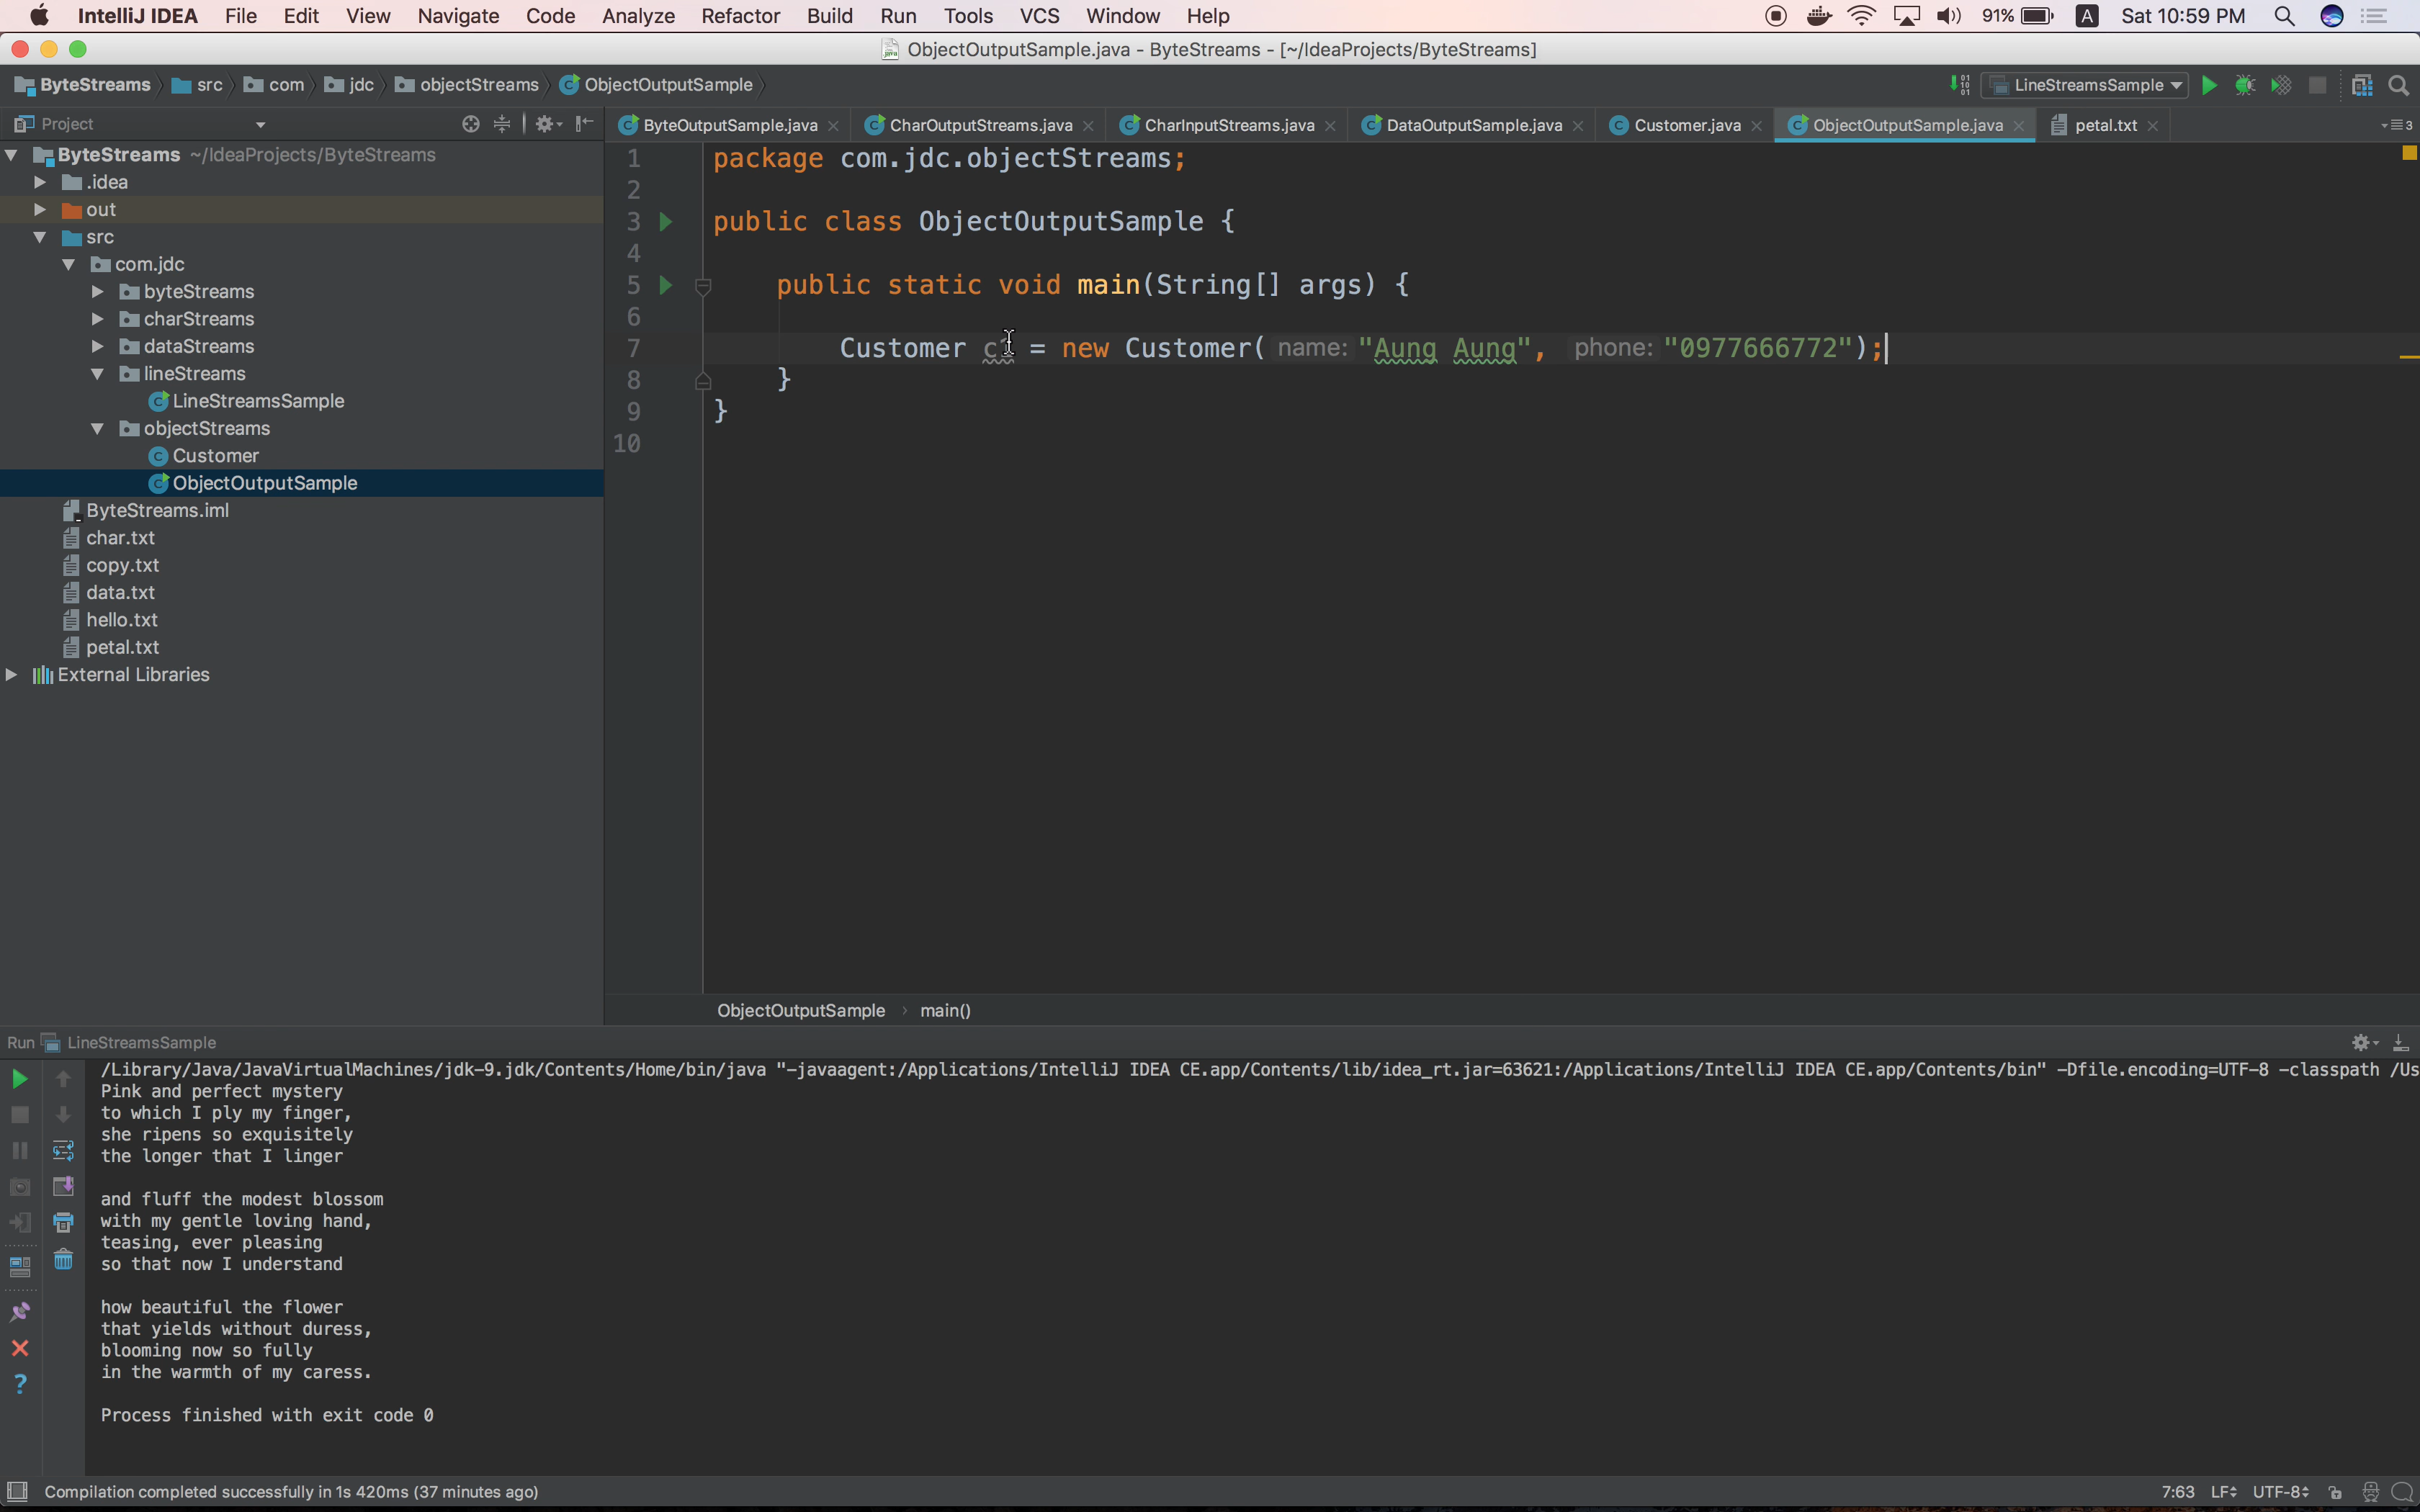 IntelliJ IDEA File Edit View Navigate Code Analyze Refactor Build Run Tools VCS Window Help 91% A Sat 10:59 PM
ObjectOutputSample.java - ByteStreams - [~/IdeaProjects/ByteStreams]
ByteStreams src com jdc objectStreams ObjectOutputSample LineStreamsSample
Project
ByteOutputSample.java CharOutputStreams.java CharInputStreams.java DataOutputSample.java Customer.java ObjectOutputSample.java petal.txt 3
ByteStreams ~/IdeaProjects/ByteStreams
.idea
out
src
com.jdc
byteStreams
charStreams
dataStreams
lineStreams
LineStreamsSample
objectStreams
Customer
ObjectOutputSample
ByteStreams.iml
char.txt
copy.txt
data.txt
hello.txt
petal.txt
External Libraries
1 package com.jdc.objectStreams;
2
3 public class ObjectOutputSample {
4
5 public static void main(String[] args) {
6
7 Customer = new Customer( name: "Aung Aung", phone: "0977666772");
8 }
9 }
10
ObjectOutputSample main()
Run LineStreamsSample
/Library/Java/JavaVirtualMachines/jdk-9.jdk/Contents/Home/bin/java "-javaagent:/Applications/IntelliJ IDEA CE.app/Contents/lib/idea_rt.jar=63621:/Applications/IntelliJ IDEA CE.app/Contents/bin" -Dfile.encoding=UTF-8 -classpath /Us
Pink and perfect mystery
to which I ply my finger,
she ripens so exquisitely
the longer that I linger
and fluff the modest blossom
with my gentle loving hand,
teasing, ever pleasing
so that now I understand
how beautiful the flower
that yields without duress,
blooming now so fully
in the warmth of my caress.
Process finished with exit code 0
Compilation completed successfully in 1s 420ms (37 minutes ago) 7:63 LF UTF-8